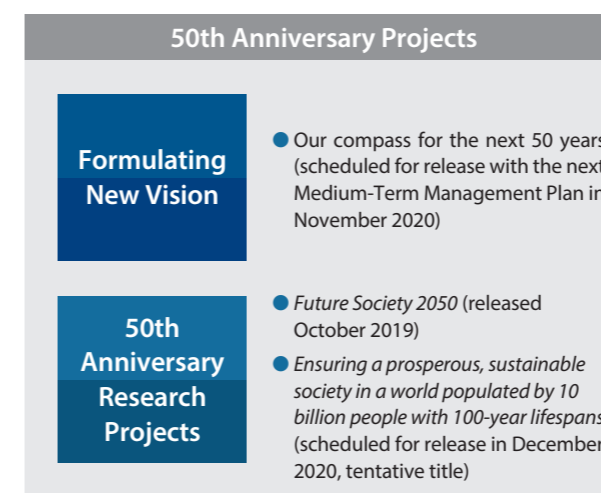 50th Anniversary Projects
Formulating
New Vision
● Our compass for the next 50 years
(scheduled for release with the next
Medium-Term Management Plan in
November 2020)
50th
Anniversary
Research
Projects
● Future Society 2050 (released
October 2019)
● Ensuring a prosperous, sustainable
society in a world populated by 10
billion people with 100-year lifespans
(scheduled for release in December
2020, tentative title)